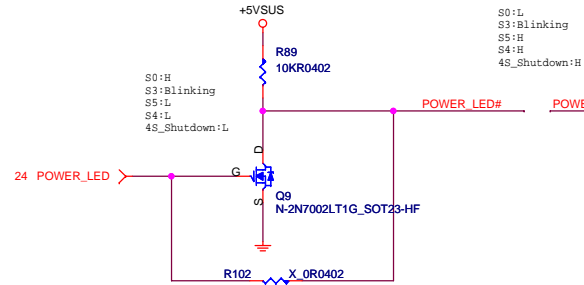 +5VSUS
S0:L
S3:Blinking
S5:H
S4:H
4S_Shutdown:H
R89
10KR0402
S0:H
S3:Blinking
S5:L
S4:L
4S_Shutdown:L
POWER_LED#
POWE
D
24 POWER_LED
G
S
Q9
N-2N7002LT1G_SOT23-HF
R102 X_0R0402